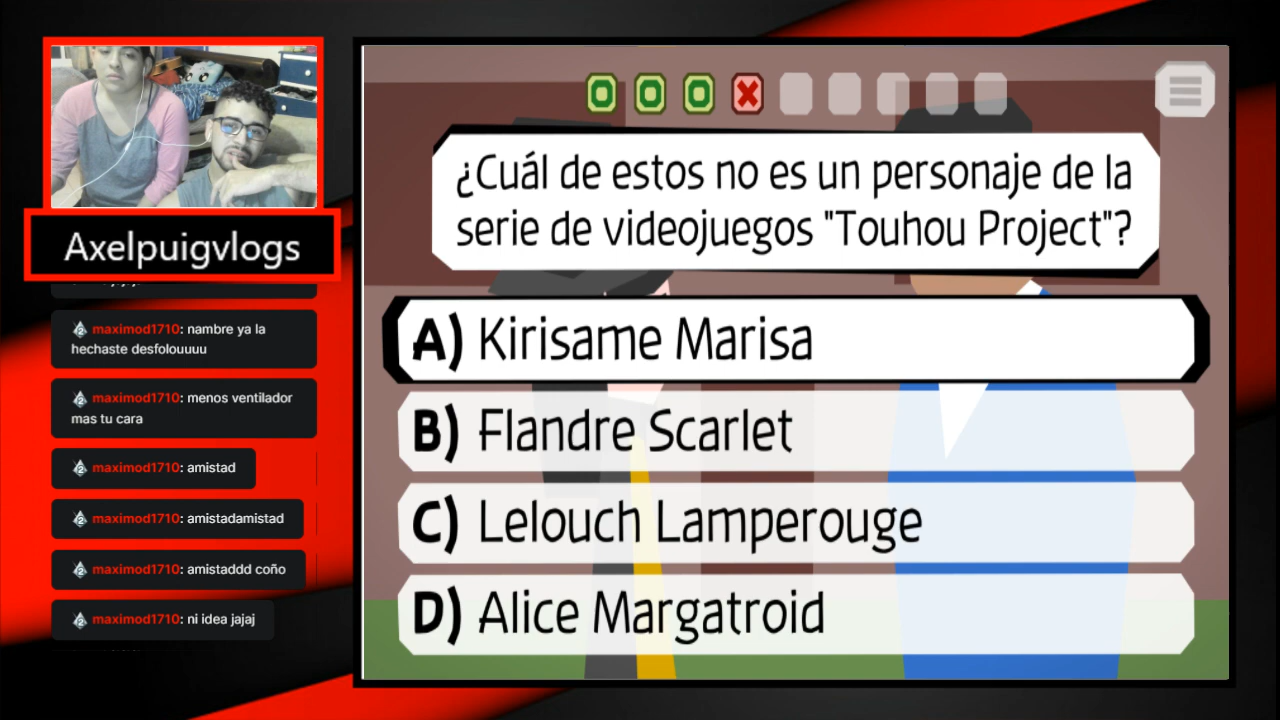 Axelpuigvlogs
maximod1710: nambre ya la
hechaste desfolouuuu
maximod1710: menos ventilador
mas tu cara
maximod1710: amistad
maximod1710: amistadamistad
maximod1710: amistaddd coño
maximod1710: ni idea jajaj
¿Cuál de estos no es un personaje de la
serie de videojuegos "Touhou Project"?
A) Kirisame Marisa
B) Flandre Scarlet
C) Lelouch Lamperouge
D) Alice Margatroid